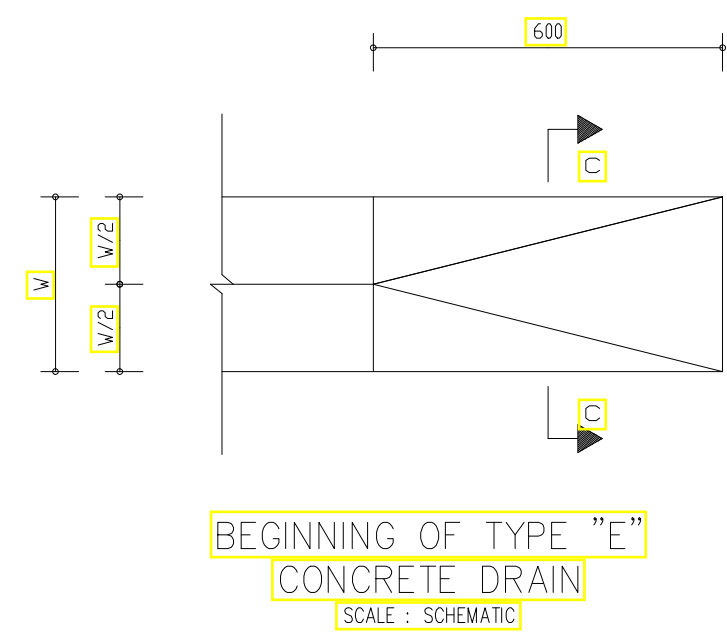 600
C
W/2
W
W/2
C
BEGINNING OF TYPE "E"
CONCRETE DRAIN
SCALE : SCHEMATIC